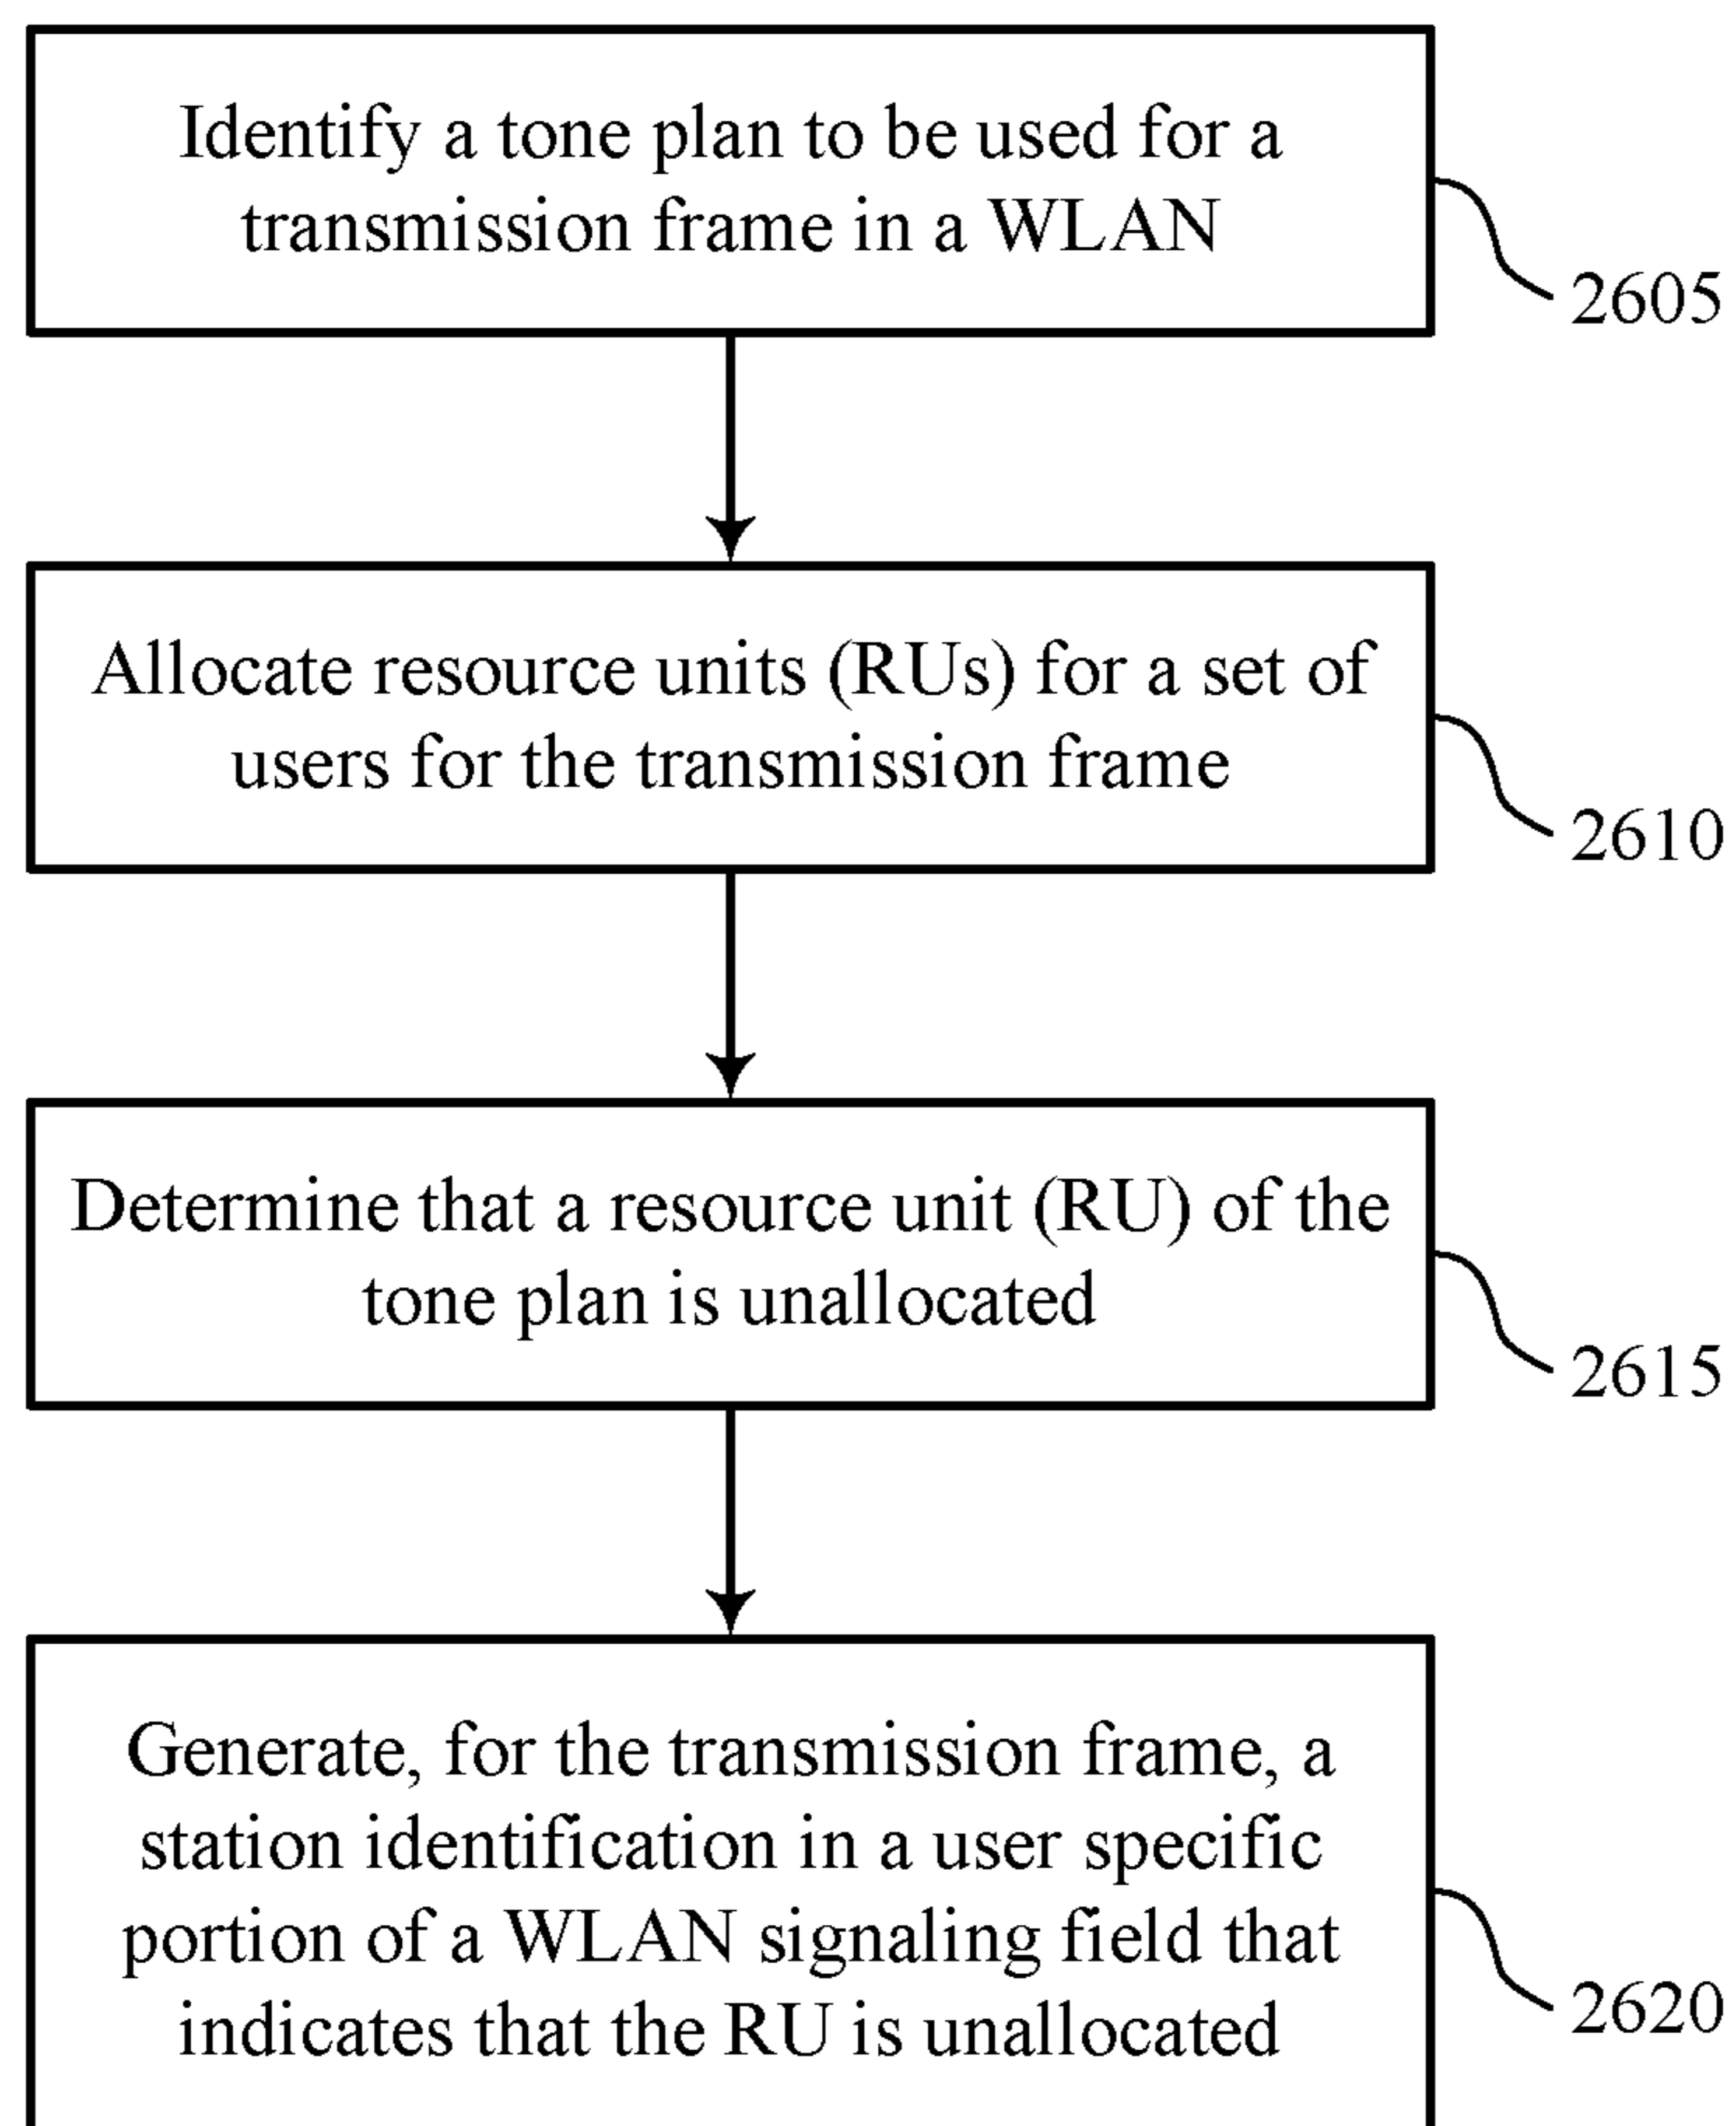 Identify a tone plan to be used for a
transmission frame in a WLAN
2605
Allocate resource units (RUs) for a set of
users for the transmission frame
2610
Determine that a resource unit (RU) of the
tone plan is unallocated
2615
Generate, for the transmission frame, a
station identification in a user specific
portion of a WLAN signaling field that
indicates that the RU is unallocated
2620